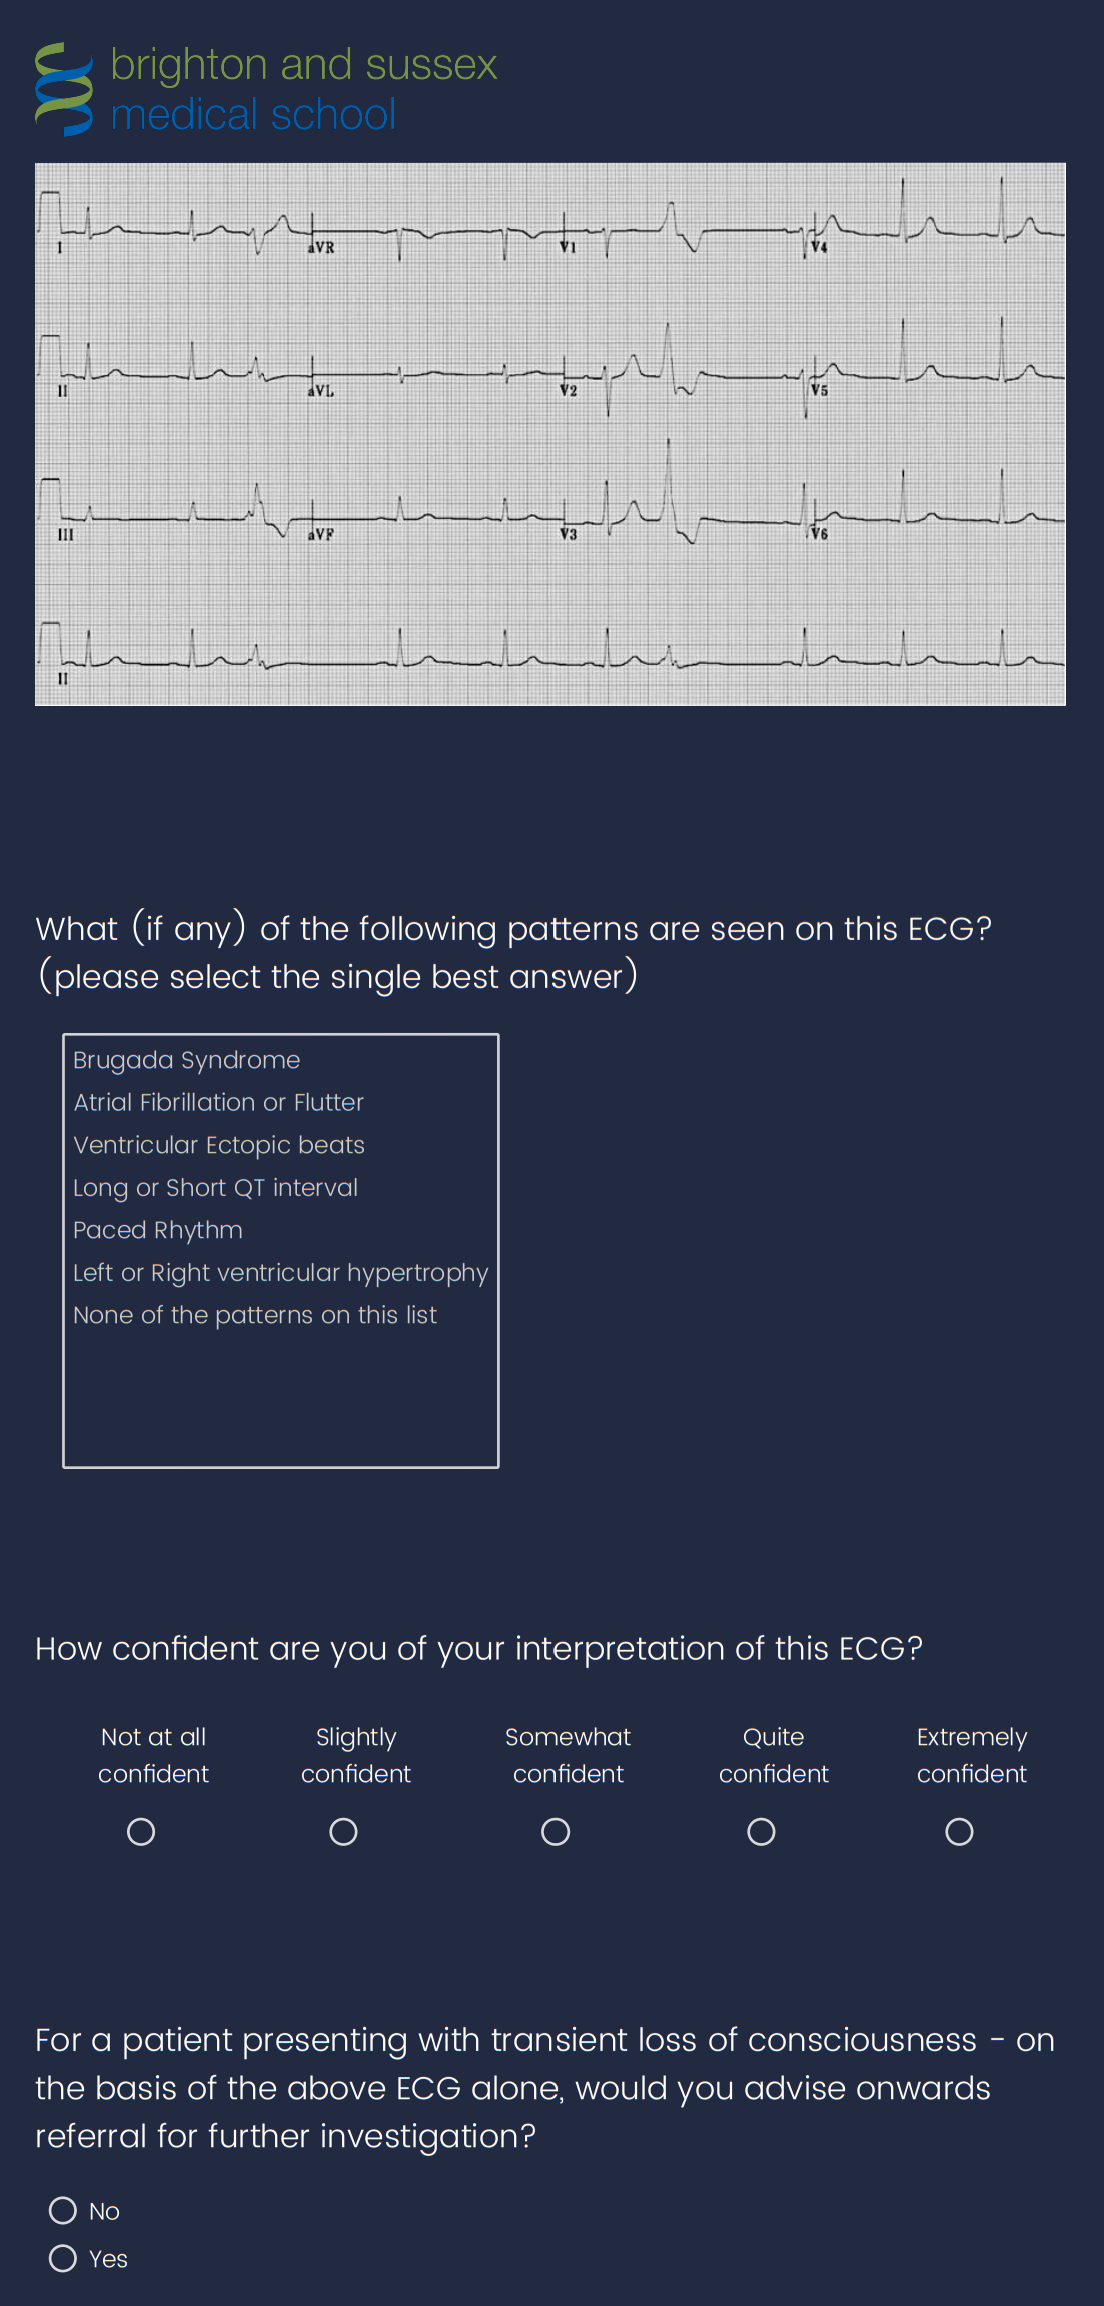 brighton and sussex
medical school
I aVR V1 V4
II aVL V2 V5
III aVF V3 V6
II
What (if any) of the following patterns are seen on this ECG?
(please select the single best answer)
Brugada Syndrome
Atrial Fibrillation or Flutter
Ventricular Ectopic beats
Long or Short QT interval
Paced Rhythm
Left or Right ventricular hypertrophy
None of the patterns on this list
How confident are you of your interpretation of this ECG?
Not at all Slightly Somewhat Quite Extremely
confident confident confident confident confident
For a patient presenting with transient loss of consciousness - on
the basis of the above ECG alone, would you advise onwards
referral for further investigation?
No
Yes